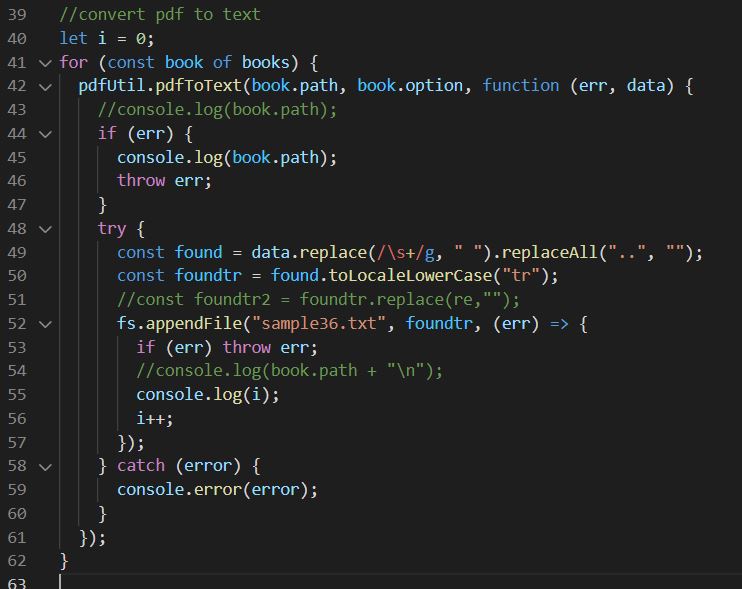 39 //convert pdf to text
40 let i = 0;
41 for (const book of books) {
42 pdfUtil.pdfToText(book.path, book.option, function (err, data) {
43 //console.log(book.path);
44 if (err) {
45 console.log(book.path);
46 throw err;
47 }
48 try {
49 const found = data.replace(/\s+/g, " ").replaceAll("..", "");
50 const foundtr = found.toLocaleLowerCase("tr");
51 //const foundtr2 = foundtr.replace(re,"");
52 fs.appendFile("sample36.txt", foundtr, (err) => {
53 if (err) throw err;
54 //console.log(book.path + "\n");
55 console.log(i);
56 i++;
57 });
58 } catch (error) {
59 console.error(error);
60 }
61 });
62 }
63